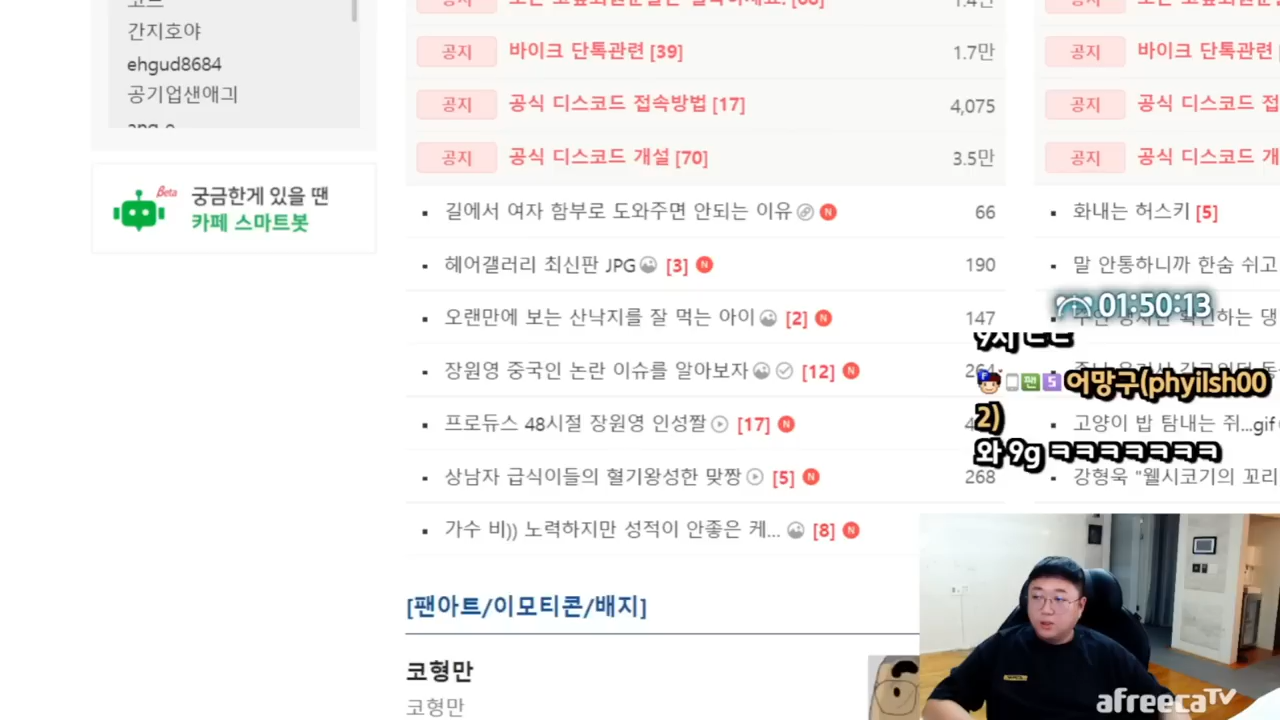 간지호야
ehgud8684
공기업샌애긔
Beta
궁금한게 있을 땐
카페 스마트봇
공지
1.4만
공지 바이크 단톡관련 [39] 1.7만
공지 공식 디스코드 접속방법 [17] 4,075
공지 공식 디스코드 개설 [70] 3.5만
길에서 여자 함부로 도와주면 안되는 이유 N 66
헤어갤러리 최신판 JPG [3] N 190
오랜만에 보는 산낙지를 잘 먹는 아이 [2] N 147
장원영 중국인 논란 이슈를 알아보자 [12] N 264
프로듀스 48시절 장원영 인성짤 [17] N
상남자 급식이들의 혈기왕성한 맞짱 [5] N 268
가수 비)) 노력하지만 성적이 안좋은 케... [8] N
[팬아트/이모티콘/배지]
코형만
코형만
공지
공지 바이크 단톡관련
공지 공식 디스코드 접
공지 공식 디스코드 개
화내는 허스키 [5]
말 안통하니까 한숨 쉬고
01:50:13
F 팬 S 어망구(phyilsh00
2)
와 9g ㅋㅋㅋㅋㅋㅋㅋ
고양이 밥 탐내는 쥐...gif
강형욱 "웰시코기의 꼬리
afreecaTV